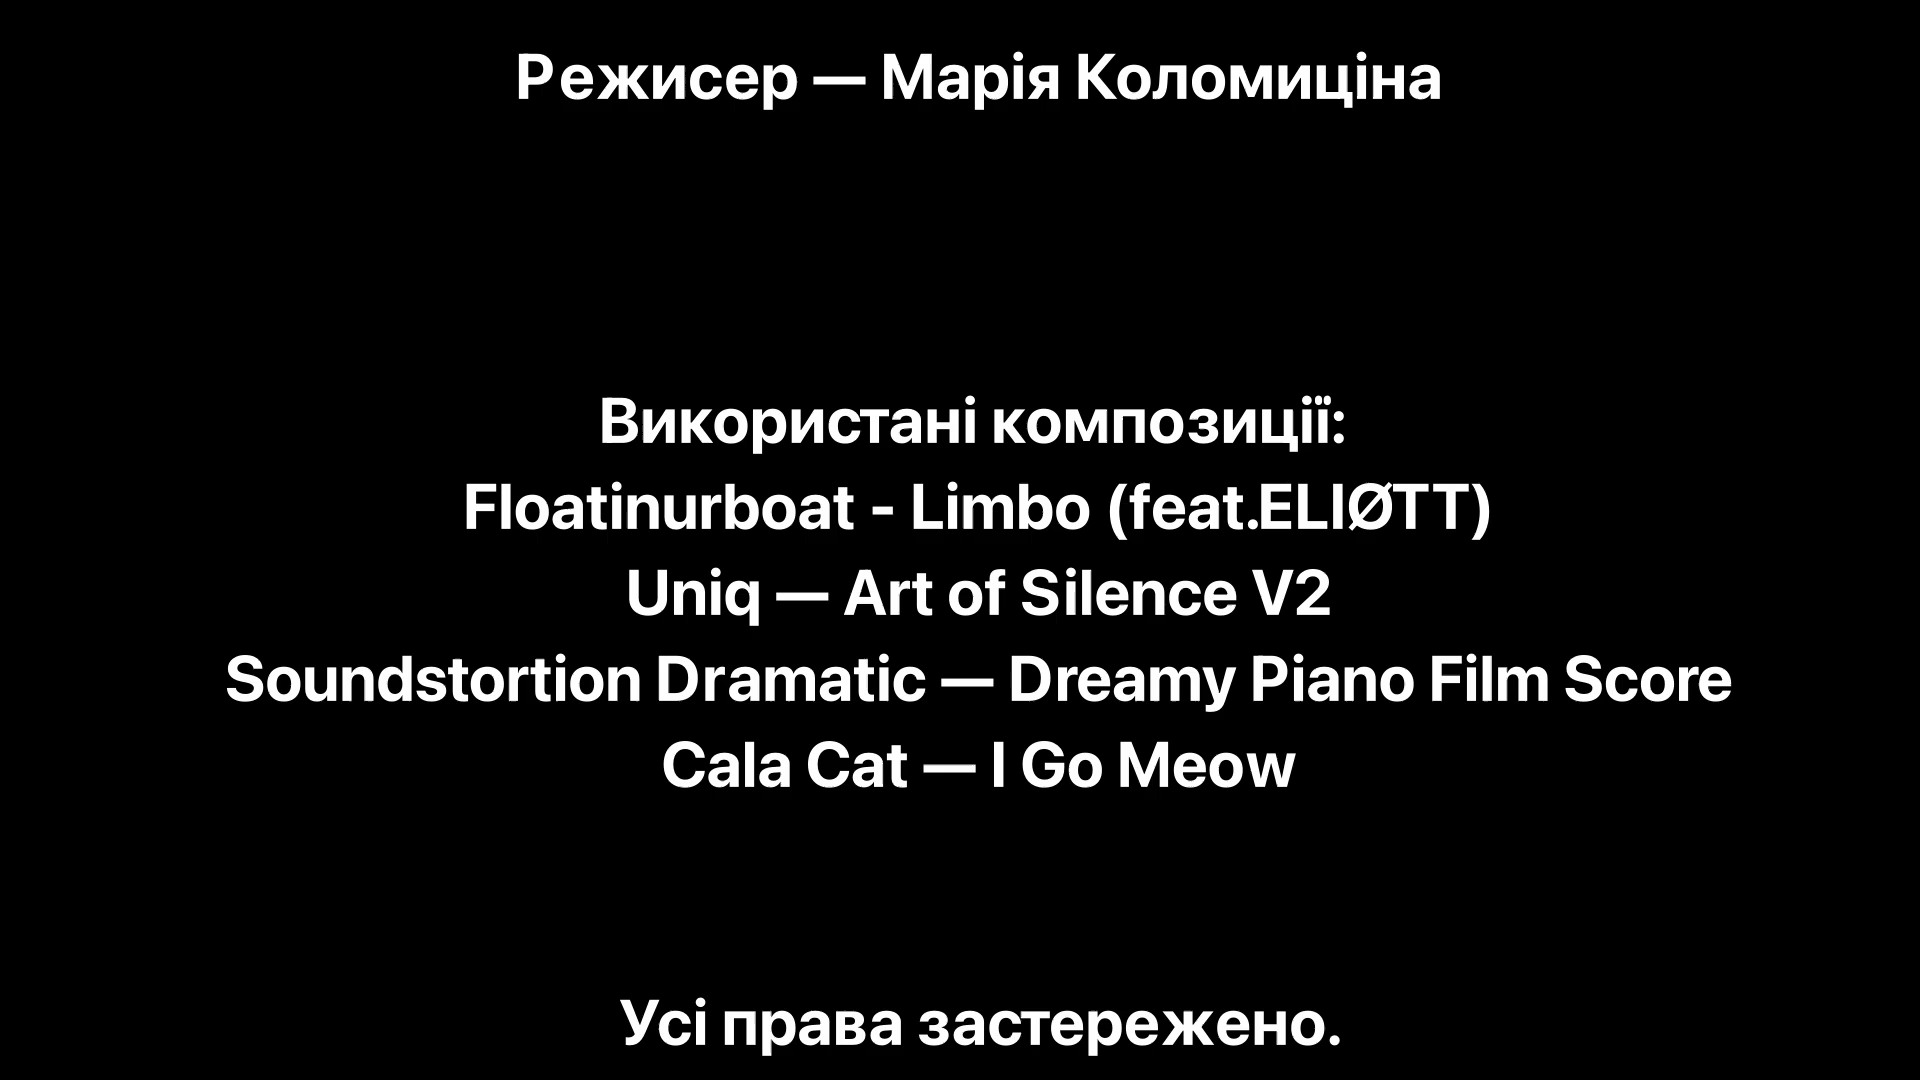 Режисер — Марія Коломиціна
Використані композиції:
Floatinurboat - Limbo (feat.ELIØTT)
Uniq — Art of Silence V2
Soundstortion Dramatic — Dreamy Piano Film Score
Cala Cat — I Go Meow
Усі права застережено.